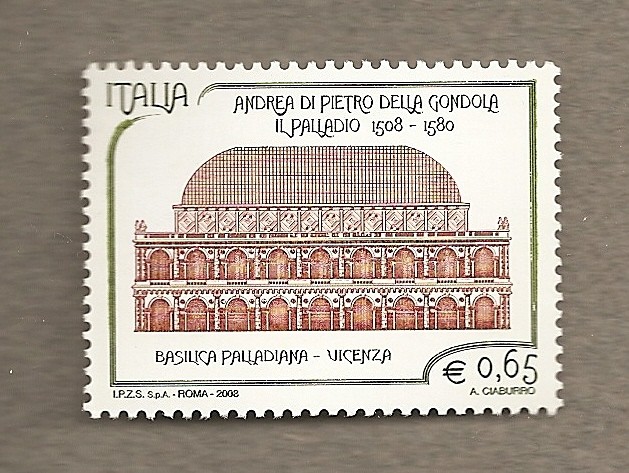 ITALIA
ANDREA DI PIETRO DELLA GONDOLA
IL PALLADIO 1508 - 1580
BASILICA PALLADIANA - VICENZA
€ 0,65
I.P.Z.S. S.p.A. - ROMA - 2008
A. CIABURRO